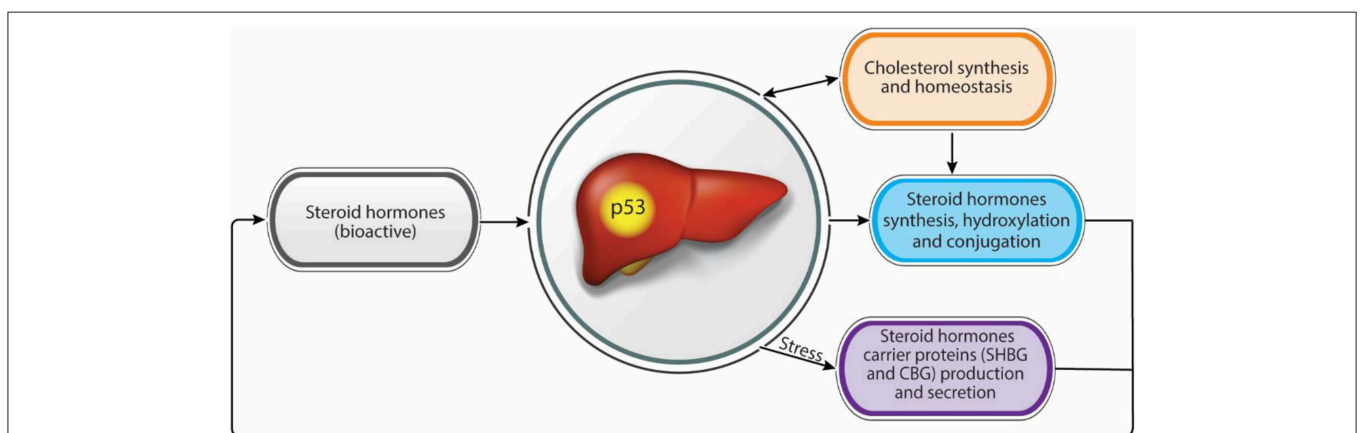 Cholesterol synthesis
and homeostasis
Steroid hormones
(bioactive)
p53
Steroid hormones
synthesis, hydroxylation
and conjugation
Stress
Steroid hormones
carrier proteins (SHBG
and CBG) production
and secretion